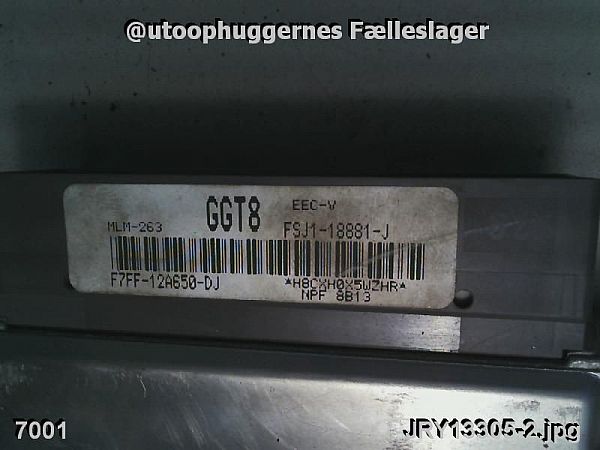 @utoophuggernes Fælleslager
GGT8 EEC-V
MLM-263 FSJ1-18881-J
F7FF-12A650-DJ *H8CXH0X5WZHR*
NPF 8B13
7001 JRY13305-2.jpg